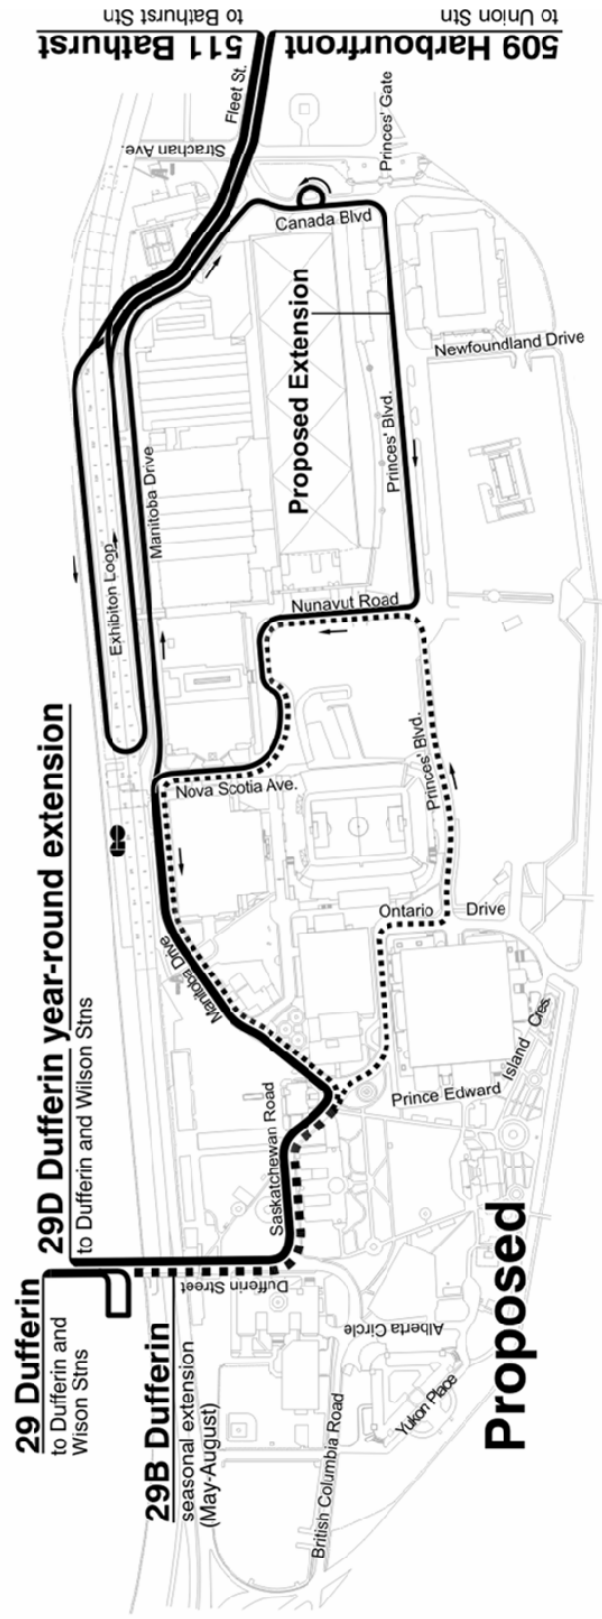 509 Harbourfront
to Union Stn
511 Bathurst
to Bathurst Stn
Fleet St.
Strachan Ave.
Princes' Gate
Canada Blvd
Proposed Extension
Newfoundland Drive
Princes' Blvd.
Manitoba Drive
Exhibiton Loop
Nunavut Road
Nova Scotia Ave.
Princes' Blvd.
GO
Ontario Drive
Manitoba Drive
29D Dufferin year-round extension
to Dufferin and Wilson Stns
Saskatchewan Road
Prince Edward Island Cres.
Dufferin Street
Alberta Circle
Yukon Place
British Columbia Road
29 Dufferin
to Dufferin and
Wison Stns
29B Dufferin
seasonal extension
(May-August)
Proposed